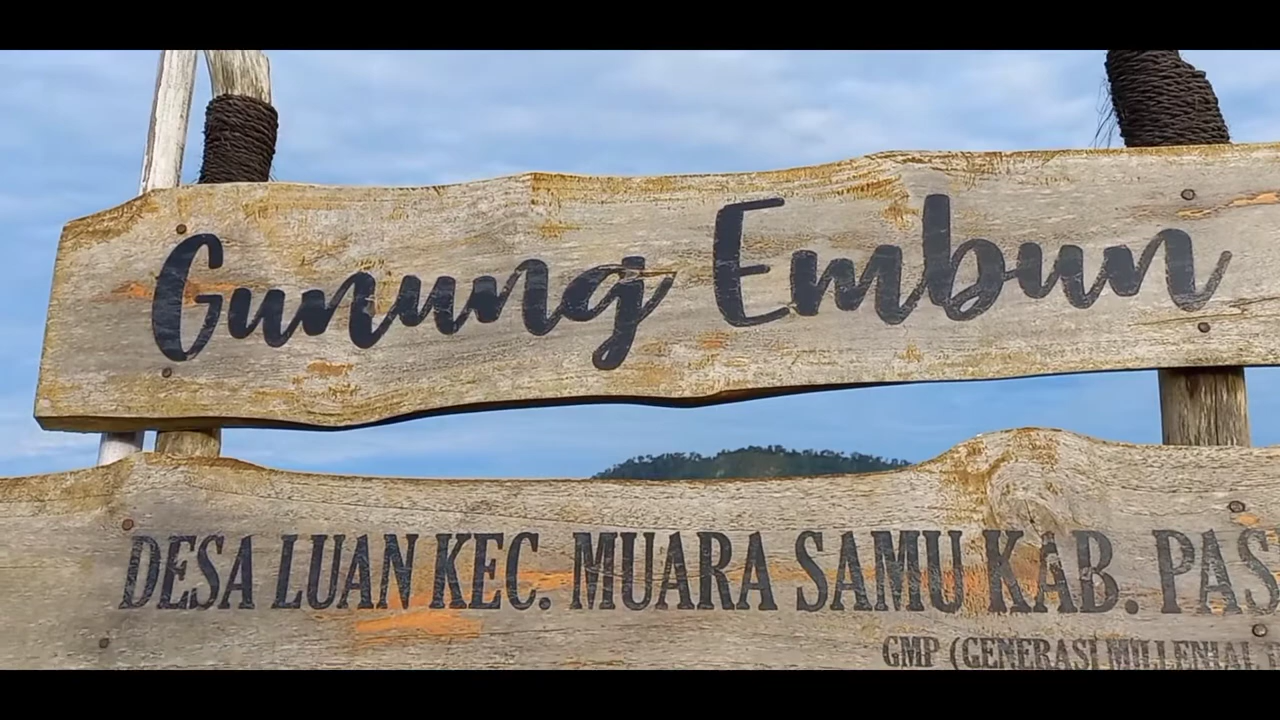 Gunung Embun
DESA LUAN KEC. MUARA SAMU KAB. PAS
GMP (GENERASI MILLENIAL